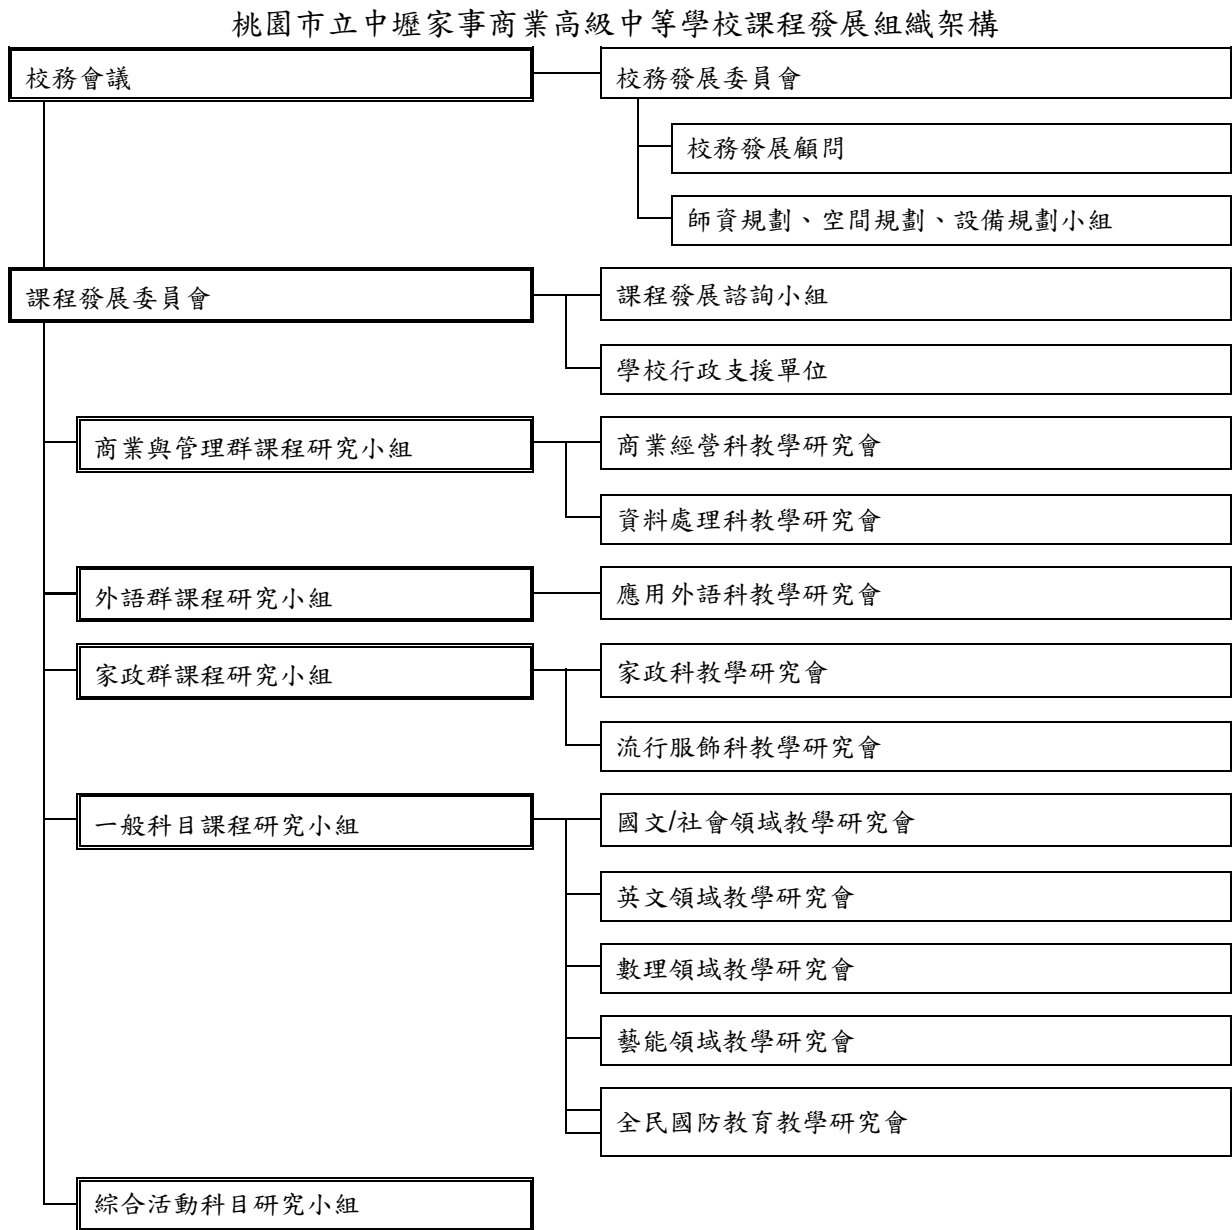 桃園市立中壢家事商業高級中等學校課程發展組織架構
校務會議
校務發展委員會
校務發展顧問
師資規劃、空間規劃、設備規劃小組
課程發展委員會
課程發展諮詢小組
學校行政支援單位
商業與管理群課程研究小組
商業經營科教學研究會
資料處理科教學研究會
外語群課程研究小組
應用外語科教學研究會
家政群課程研究小組
家政科教學研究會
流行服飾科教學研究會
一般科目課程研究小組
國文/社會領域教學研究會
英文領域教學研究會
數理領域教學研究會
藝能領域教學研究會
全民國防教育教學研究會
綜合活動科目研究小組